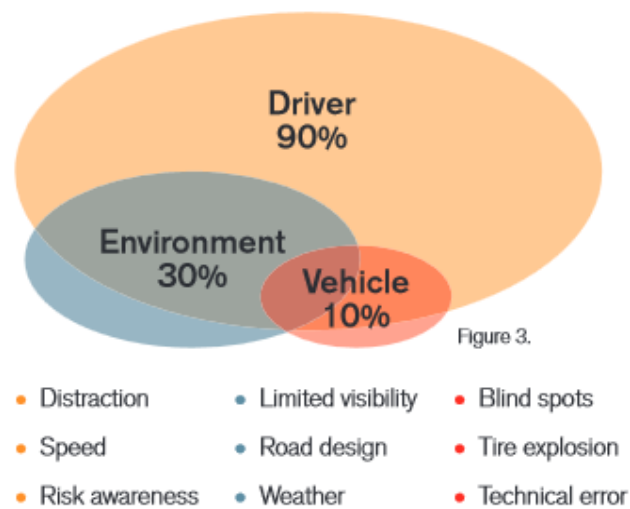 Driver
90%
Environment
30%
Vehicle
10%
Figure 3.
Distraction
Limited visibility
Blind spots
Speed
Road design
Tire explosion
Risk awareness
Weather
Technical error